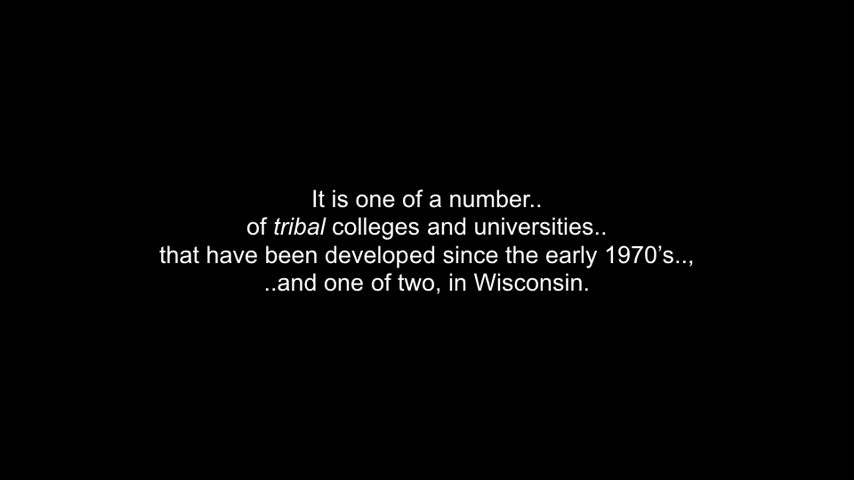 It is one of a number..
of tribal colleges and universities..
that have been developed since the early 1970’s..,
..and one of two, in Wisconsin.